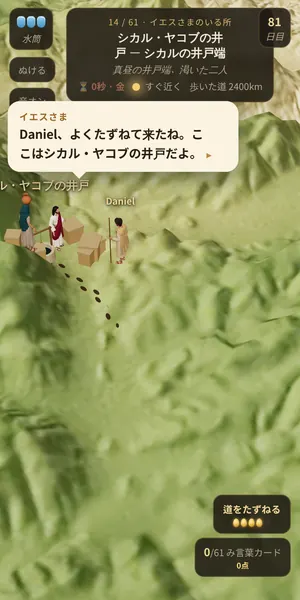 水筒
ぬける
14 / 61 · イエスさまのいる所
シカル・ヤコブの井
戸 — シカルの井戸端
真昼の井戸端、渇いた二人
⏳ 0秒・金 すぐ近く 歩いた道 2400km
81
日目
イエスさま
Daniel、よくたずねて来たね。こ
こはシカル・ヤコブの井戸だよ。 ▸
ル・ヤコブの井戸
Daniel
道をたずねる
0/61 み言葉カード
0点